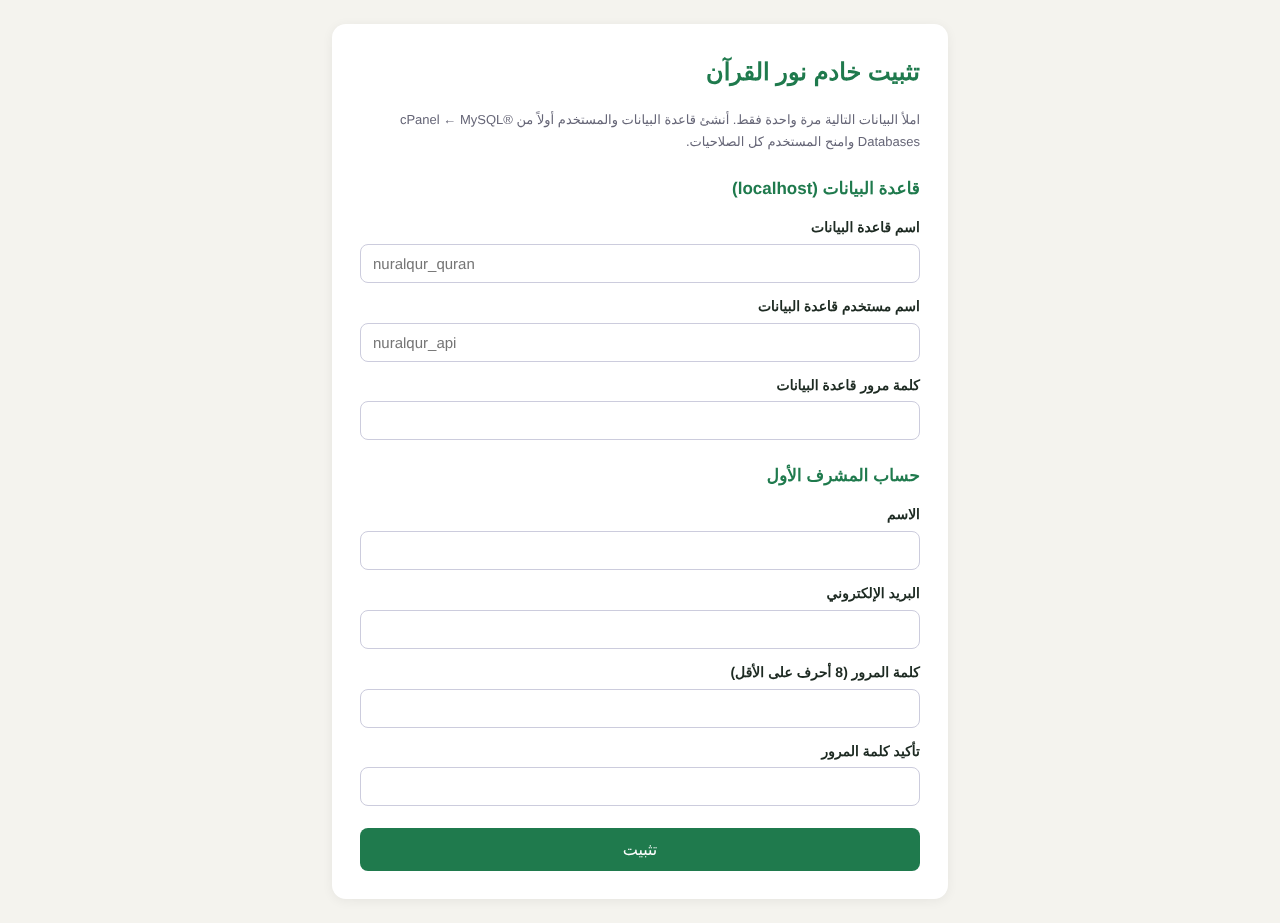 تثبيت خادم نور القرآن
املأ البيانات التالية مرة واحدة فقط. أنشئ قاعدة البيانات والمستخدم أولاً من cPanel ← MySQL®
Databases وامنح المستخدم كل الصلاحيات.
قاعدة البيانات (localhost)
اسم قاعدة البيانات
nuralqur_quran
اسم مستخدم قاعدة البيانات
nuralqur_api
كلمة مرور قاعدة البيانات
حساب المشرف الأول
الاسم
البريد الإلكتروني
كلمة المرور (8 أحرف على الأقل)
تأكيد كلمة المرور
تثبيت